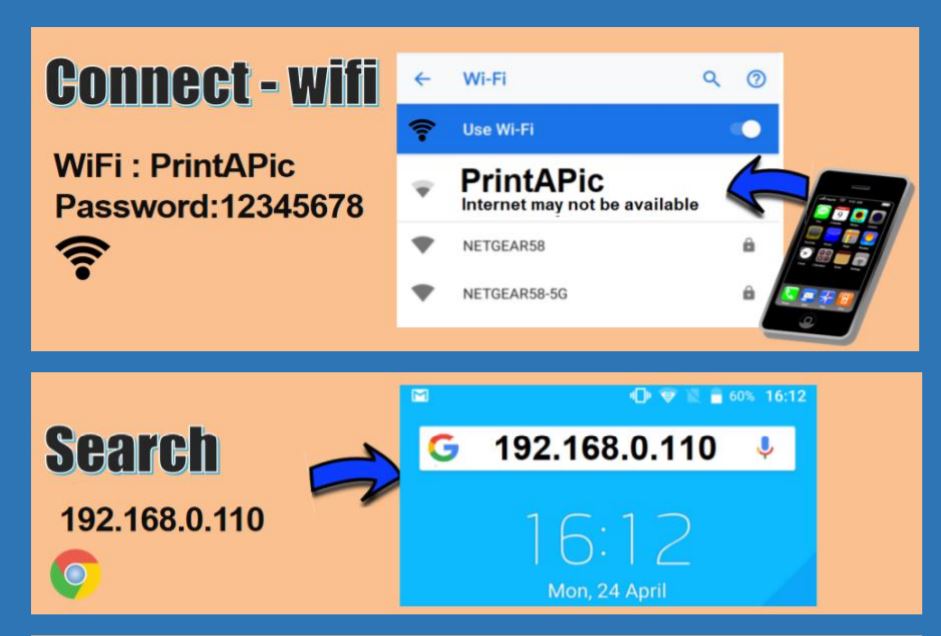 Connect - wifi
WiFi : PrintAPic
Password:12345678
Wi-Fi
Use Wi-Fi
PrintAPic
Internet may not be available
NETGEAR58
NETGEAR58-5G
Search
192.168.0.110
60% 16:12
192.168.0.110
16:12
Mon, 24 April